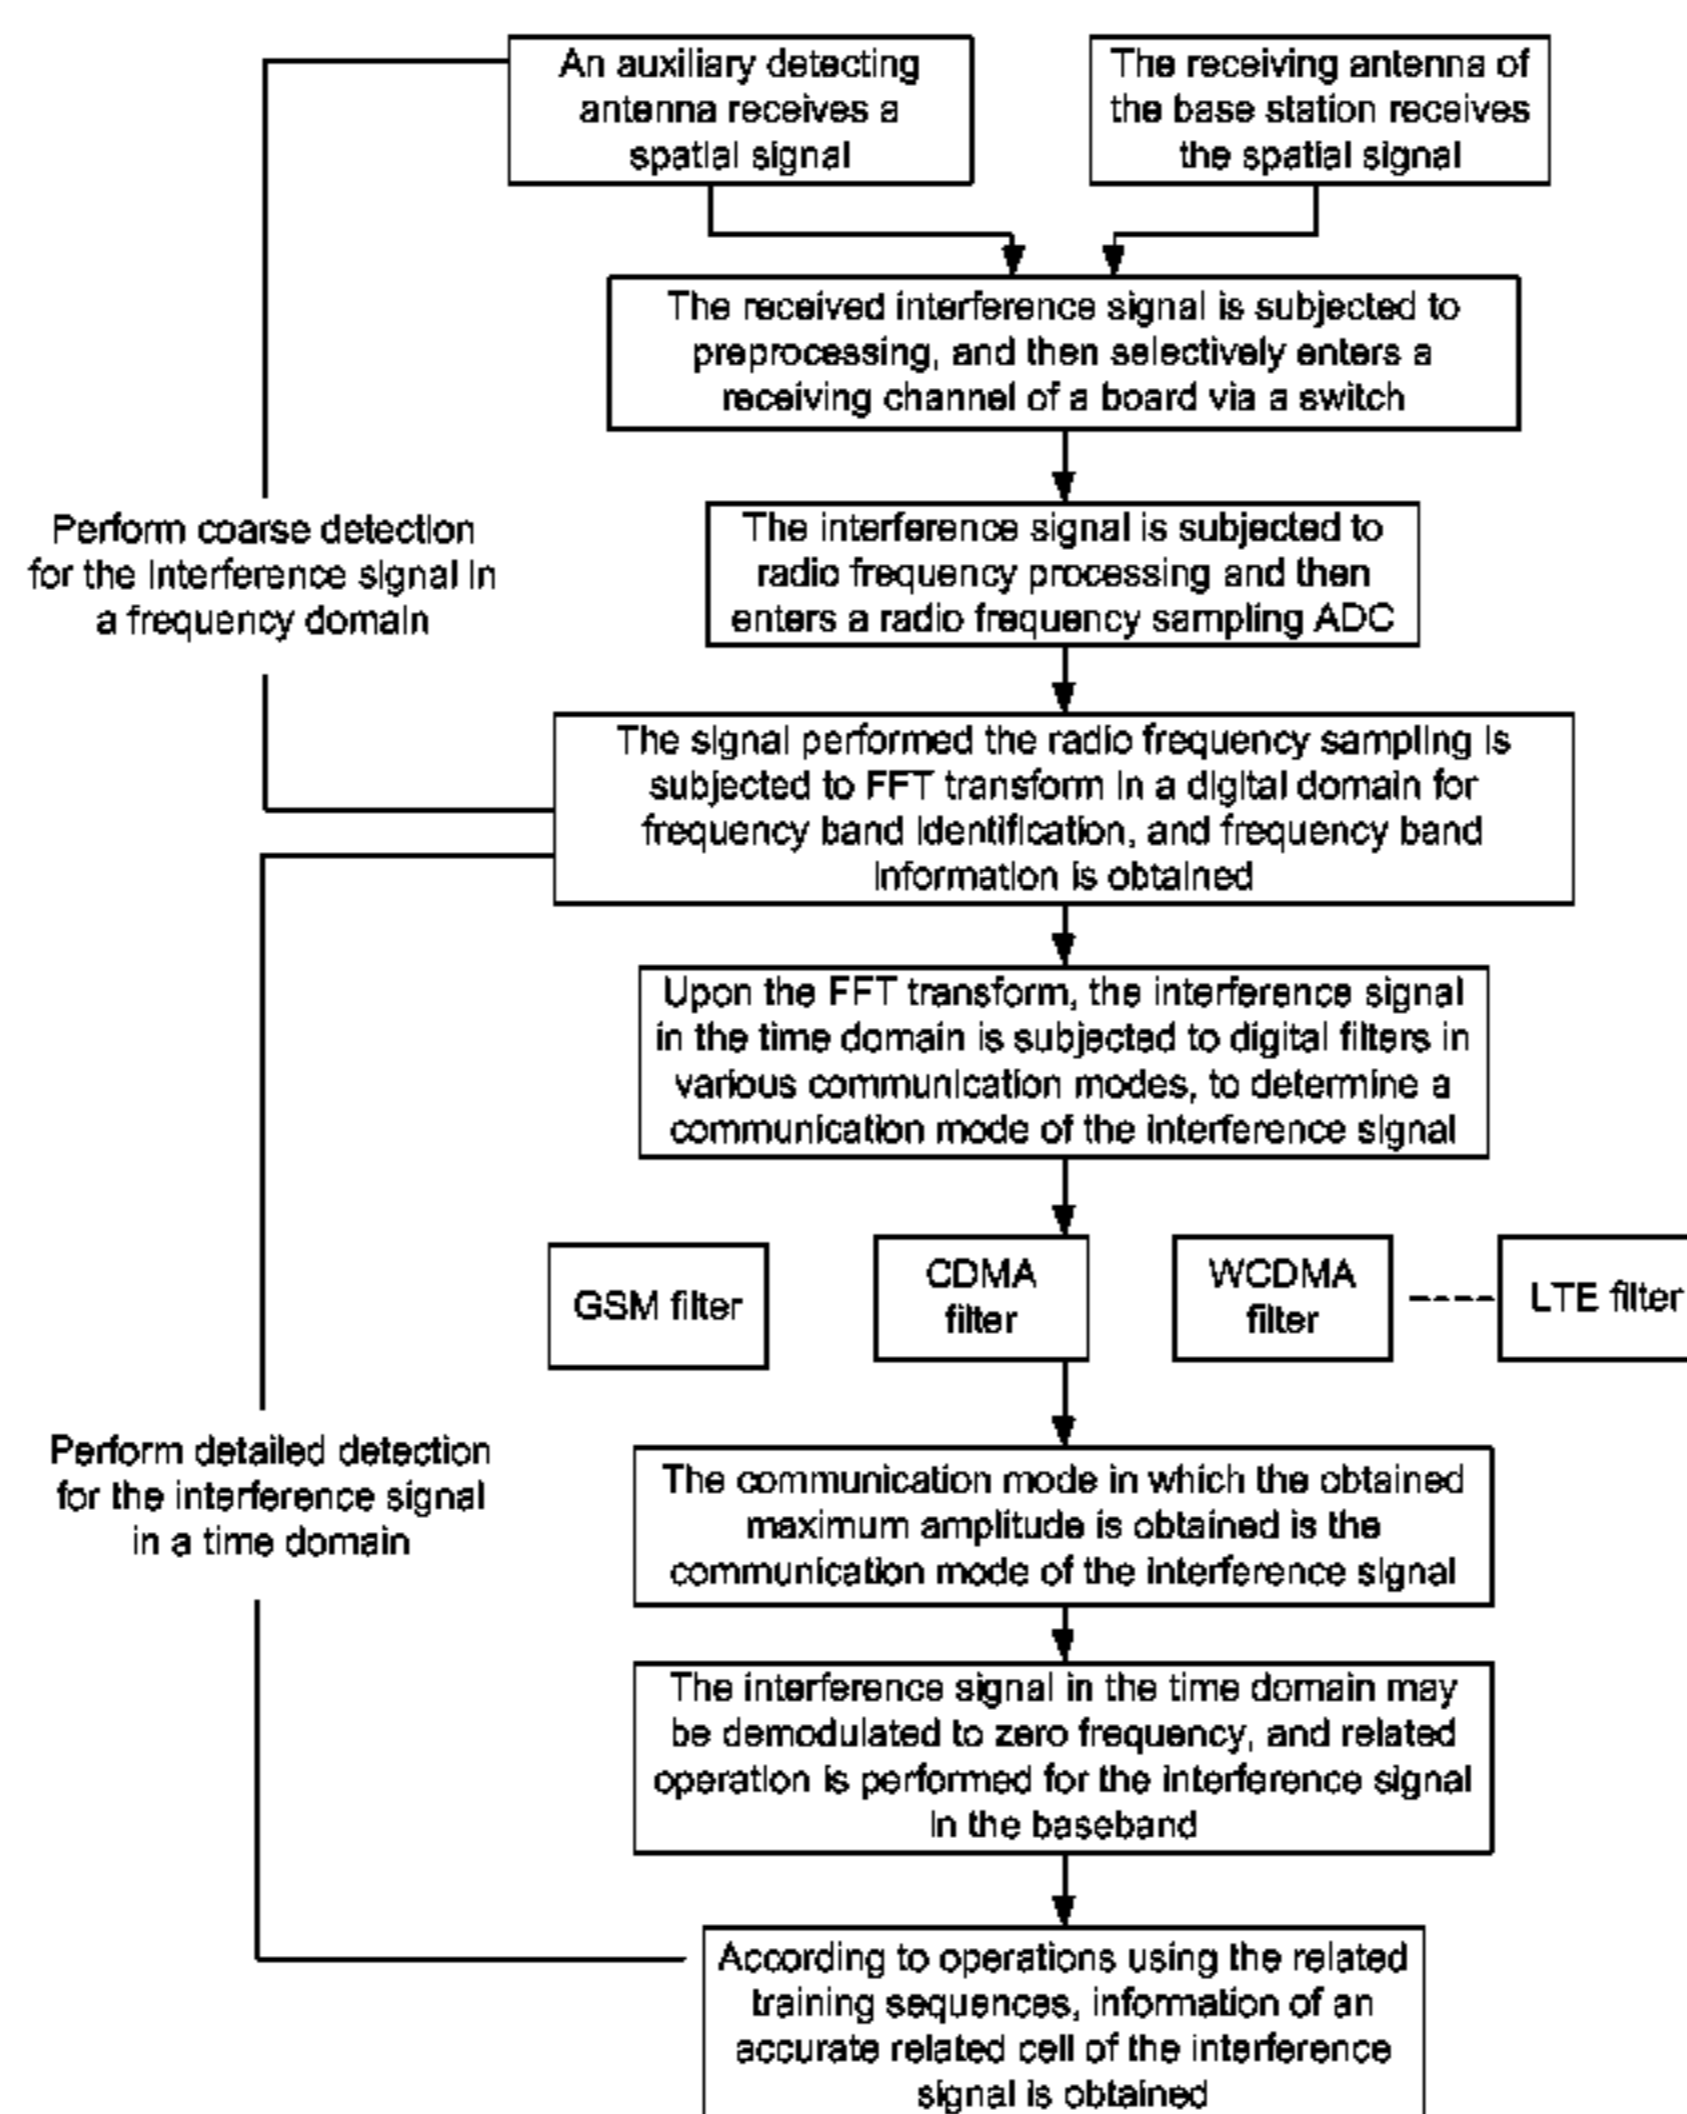 An auxiliary detecting
antenna receives a
spatial signal
The receiving antenna of
the base station receives
the spatial signal
The received interference signal is subjected to
preprocessing, and then selectively enters a
receiving channel of a board via a switch
Perform coarse detection
for the interference signal in
a frequency domain
The interference signal is subjected to
radio frequency processing and then
enters a radio frequency sampling ADC
The signal performed the radio frequency sampling is
subjected to FFT transform in a digital domain for
frequency band identification, and frequency band
information is obtained
Upon the FFT transform, the interference signal
in the time domain is subjected to digital filters in
various communication modes, to determine a
communication mode of the interference signal
GSM filter
CDMA
filter
WCDMA
filter
LTE filter
Perform detailed detection
for the interference signal
in a time domain
The communication mode in which the obtained
maximum amplitude is obtained is the
communication mode of the interference signal
The interference signal in the time domain may
be demodulated to zero frequency, and related
operation is performed for the interference signal
in the baseband
According to operations using the related
training sequences, information of an
accurate related cell of the interference
signal is obtained